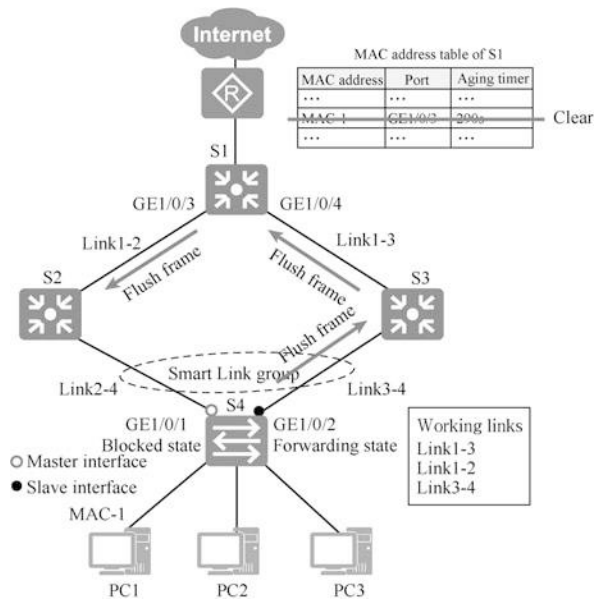 Internet
R
MAC address table of S1
MAC address Port Aging timer
... ... ...
MAC-1 GE1/0/3 290s
... ... ...
Clear
S1
GE1/0/3
GE1/0/4
Link1-2
Link1-3
Flush frame
Flush frame
S2
S3
Flush frame
Smart Link group
Link2-4
Link3-4
S4
GE1/0/1
GE1/0/2
Blocked state
Forwarding state
Master interface
Slave interface
Working links
Link1-3
Link1-2
Link3-4
MAC-1
PC1
PC2
PC3